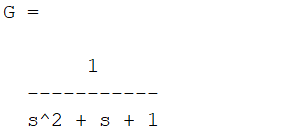 G =
1
-----------
s^2 + s + 1